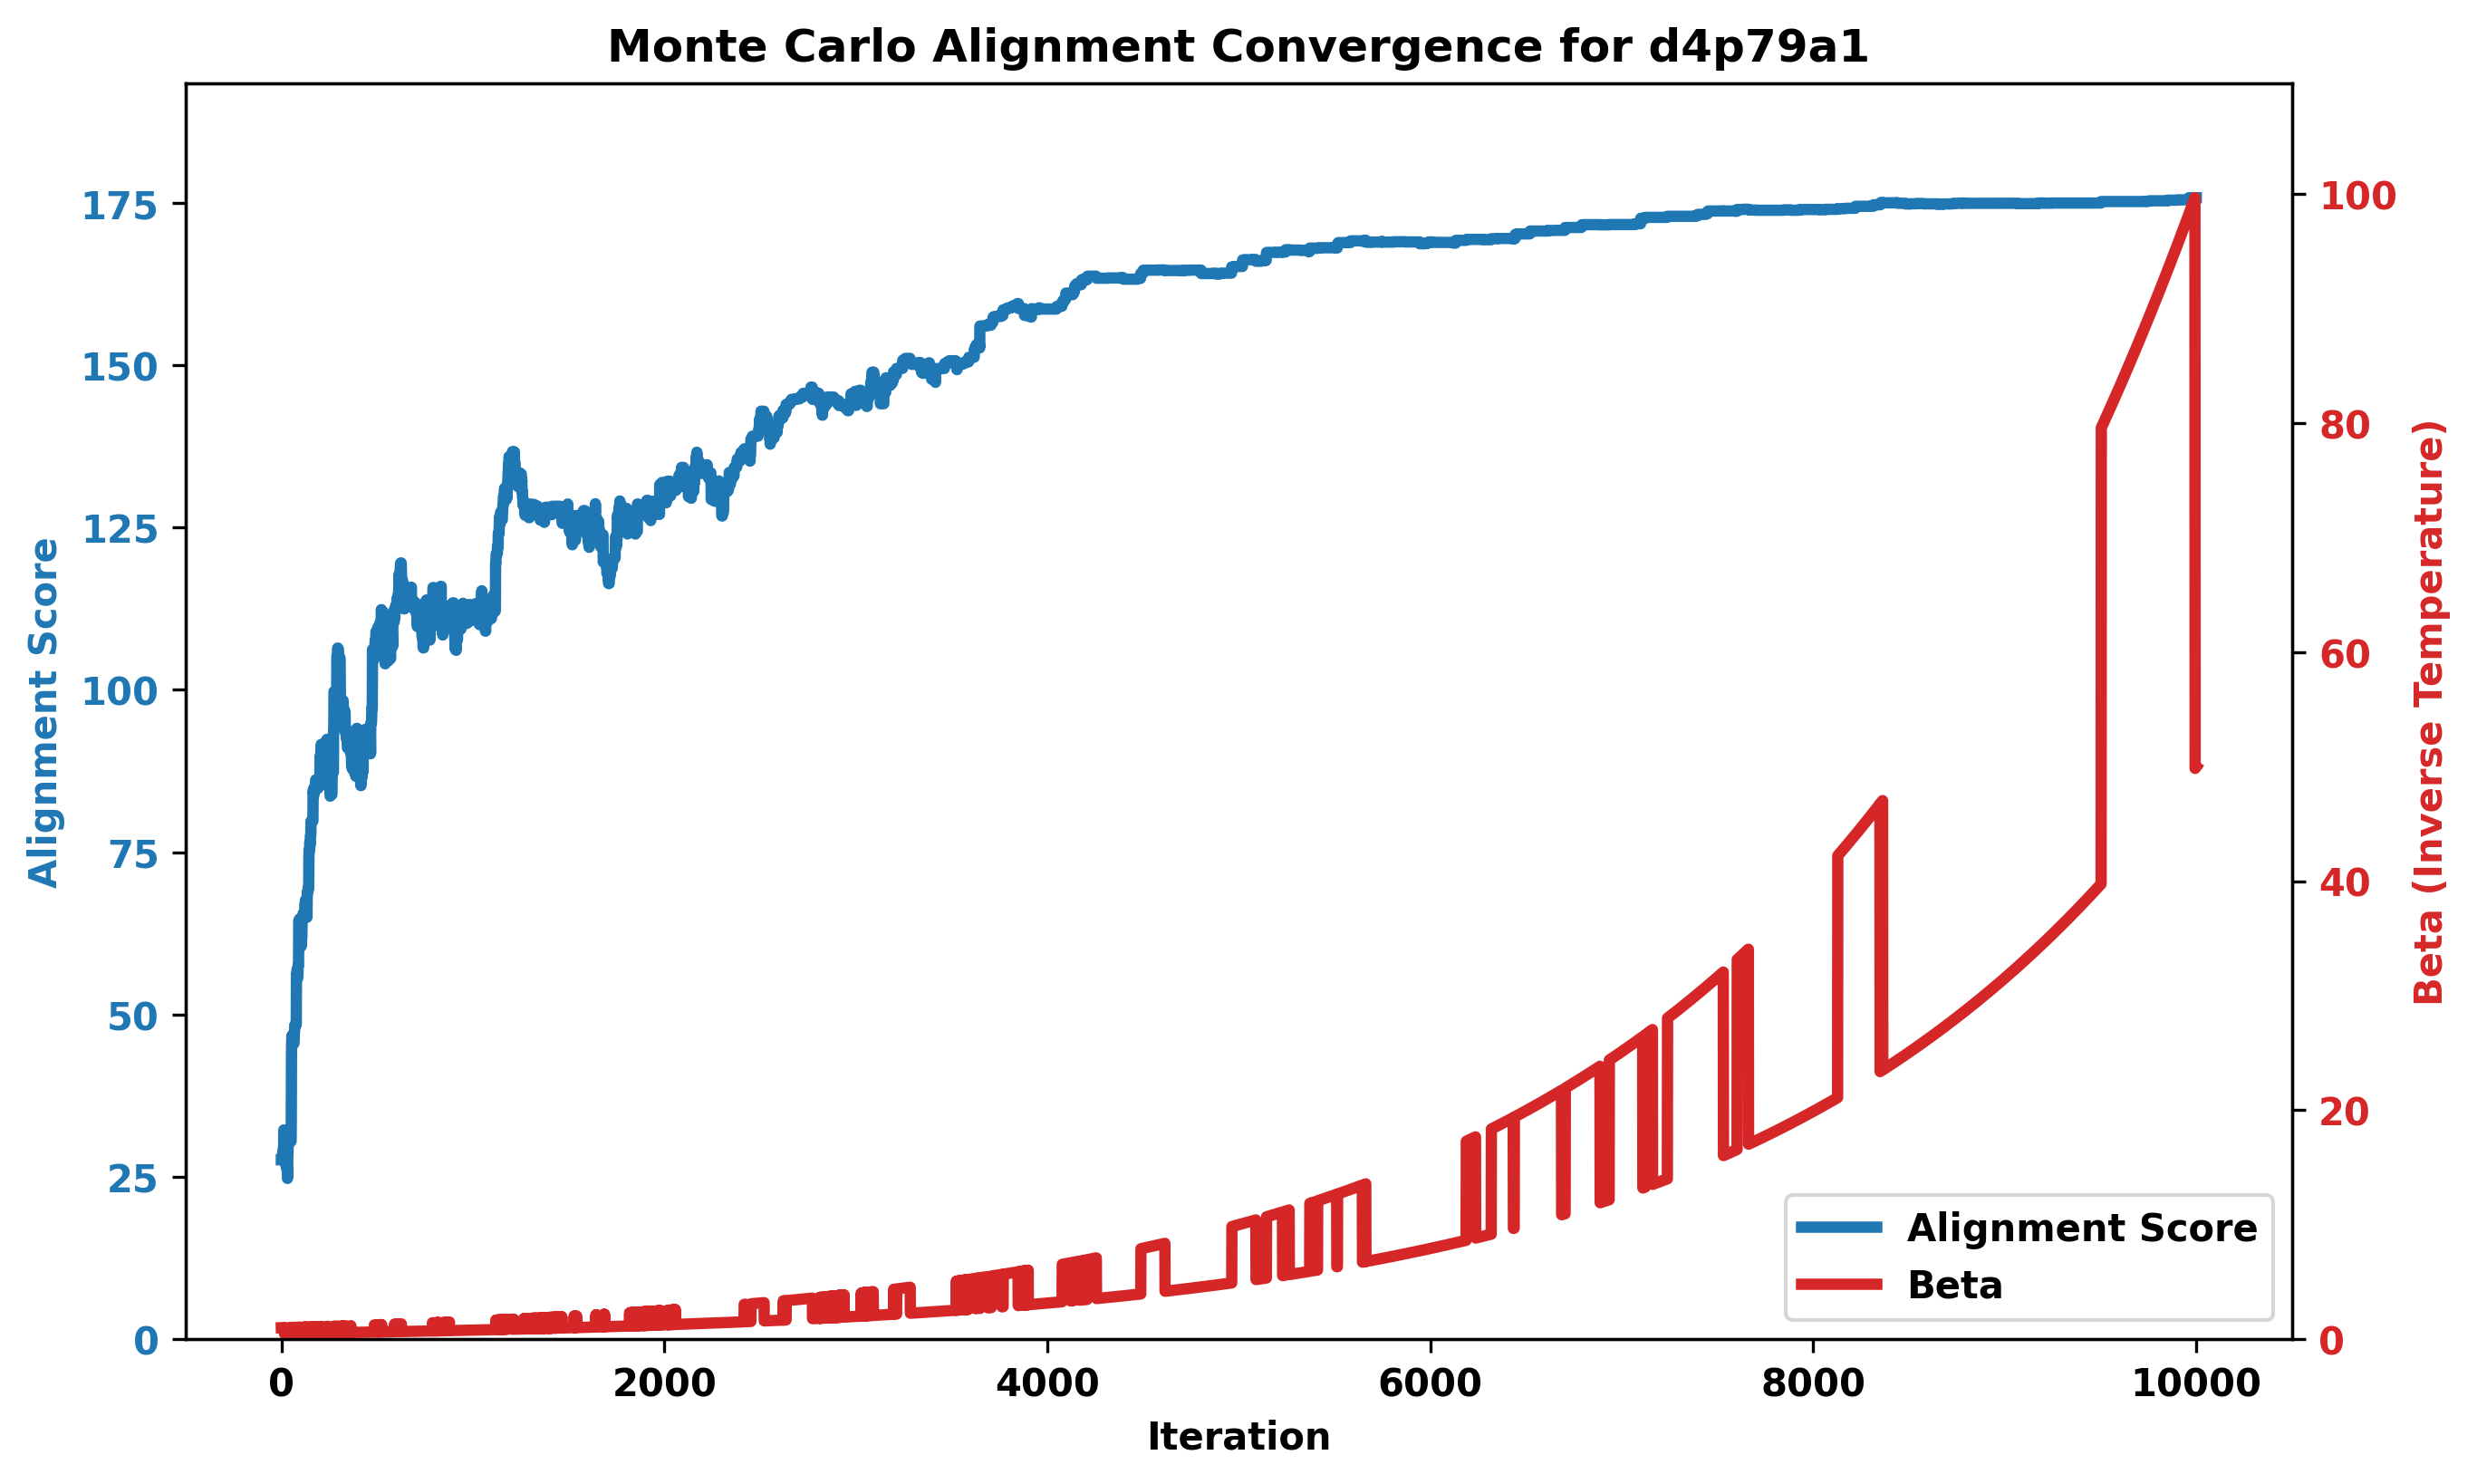 Monte Carlo Alignment Convergence for d4p79a1
Alignment Score
175
150
125
100
75
50
25
0
100
80
60
40
20
0
Beta (Inverse Temperature)
Alignment Score
Beta
0 2000 4000 6000 8000 10000
Iteration